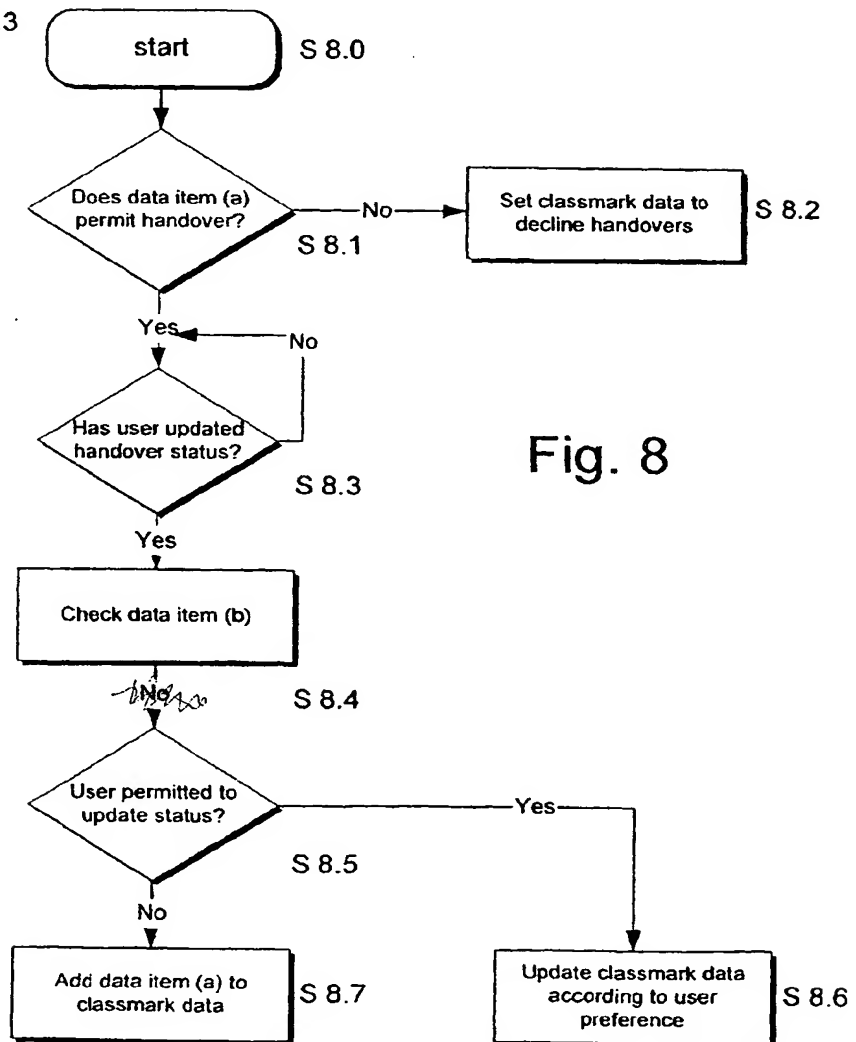 3
start
S 8.0
Does data item (a)
permit handover?
No
S 8.1
Set classmark data to
decline handovers
S 8.2
Yes
No
Has user updated
handover status?
S 8.3
Fig. 8
Yes
Check data item (b)
No
S 8.4
User permitted to
update status?
Yes
S 8.5
No
Add data item (a) to
classmark data
S 8.7
Update classmark data
according to user
preference
S 8.6